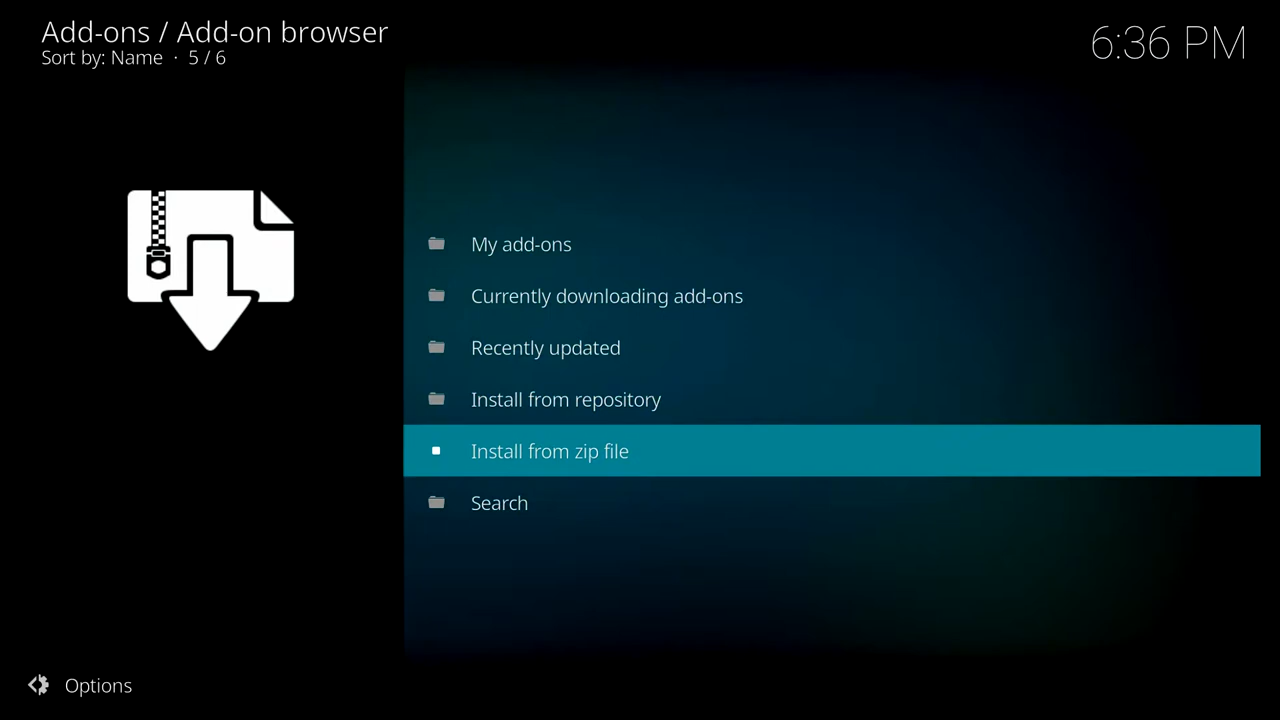 Add-ons / Add-on browser
Sort by: Name · 5 / 6
6:36 PM
My add-ons
Currently downloading add-ons
Recently updated
Install from repository
Install from zip file
Search
Options